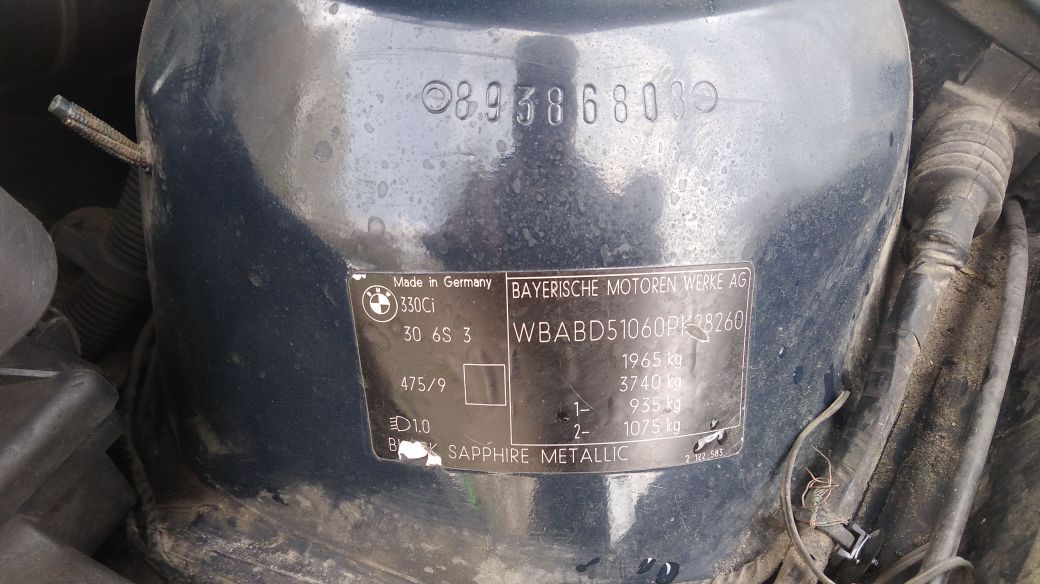 89386808
Made in Germany
BMW
330Ci
30 6S 3
475/9
1.0
SAPPHIRE METALLIC
BAYERISCHE MOTOREN WERKE AG
WBABD51060PK28260
1965 kg
3740 kg
1- 935 kg
2- 1075 kg
2 122 583